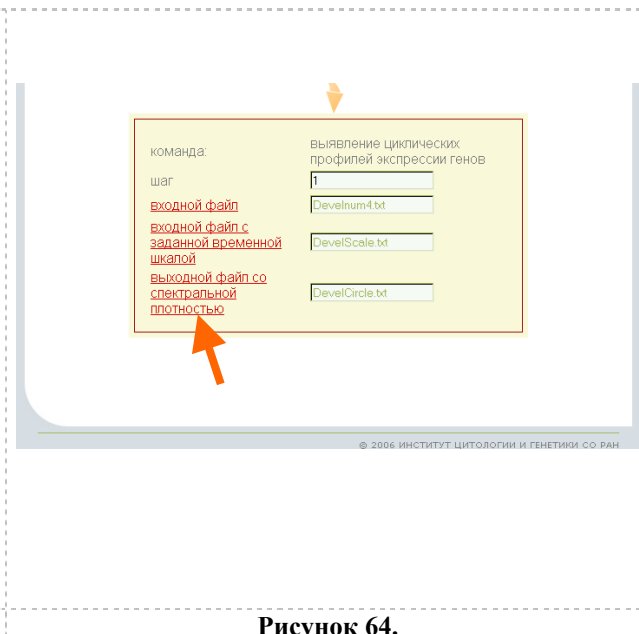 команда:
выявление циклических
профилей экспрессии генов
шаг
1
входной файл
Develnum4.txt
входной файл с
заданной временной
шкалой
DevelScale.txt
выходной файл со
спектральной
плотностью
DevelCircle.txt
© 2006 ИНСТИТУТ ЦИТОЛОГИИ И ГЕНЕТИКИ СО РАН
Рисунок 64.